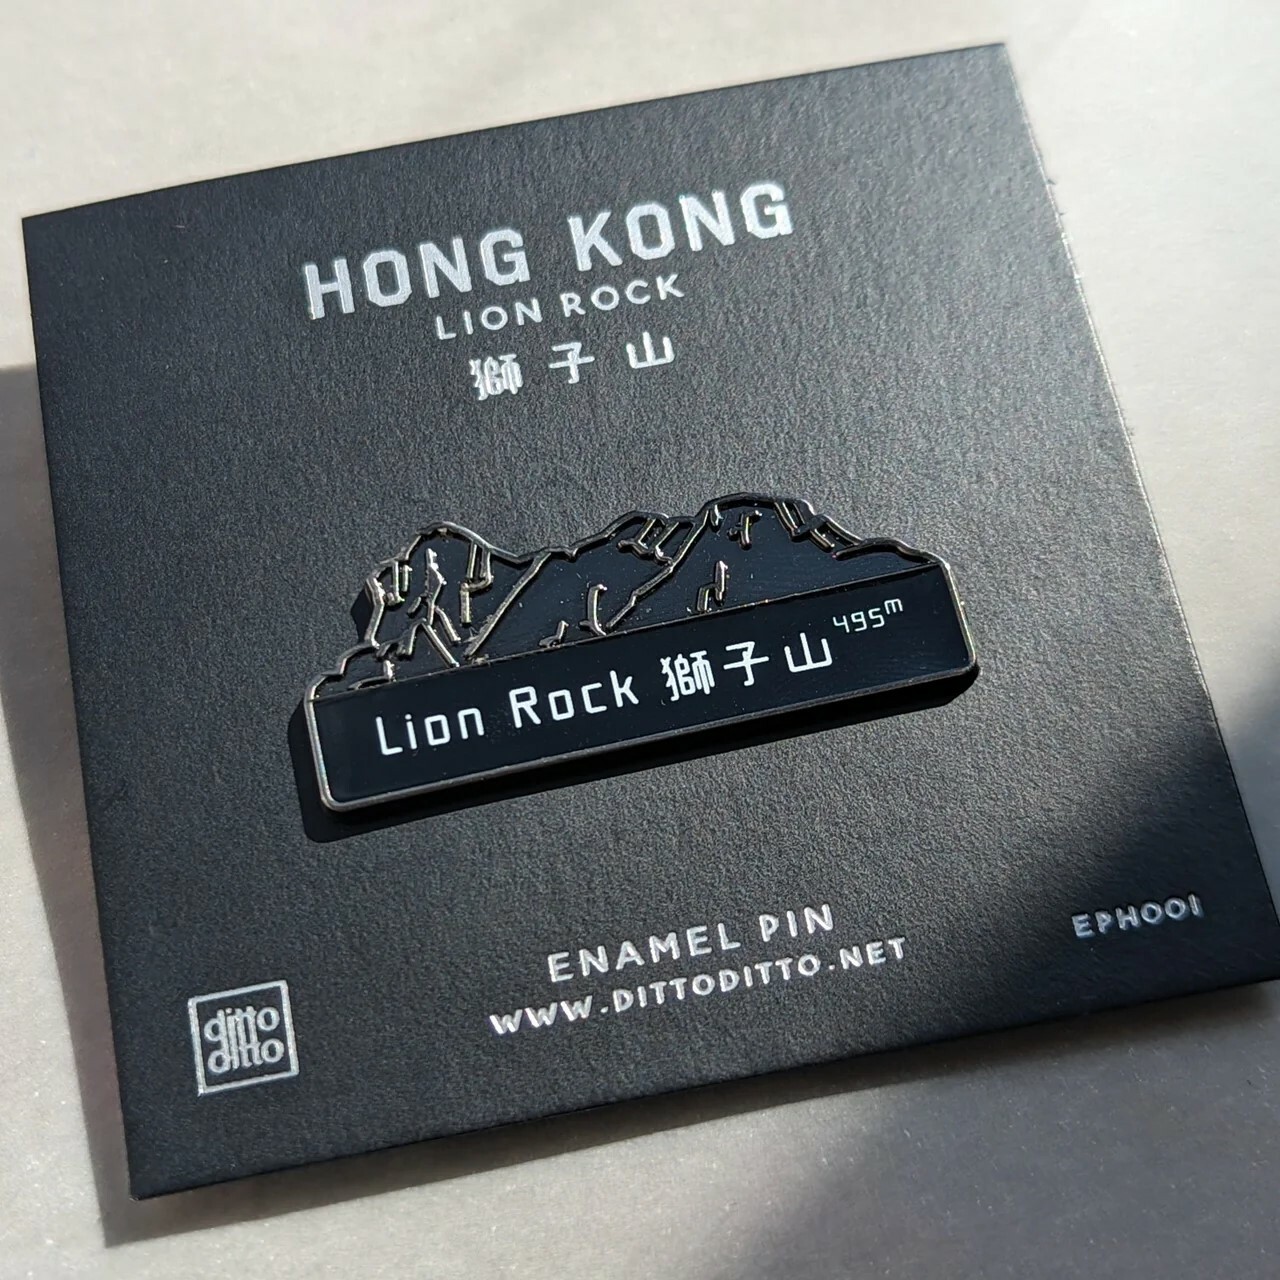 HONG KONG
LION ROCK
獅子山
Lion Rock 獅子山 495m
ENAMEL PIN
WWW.DITTODITTO.NET
EPH001
ditto
ditto